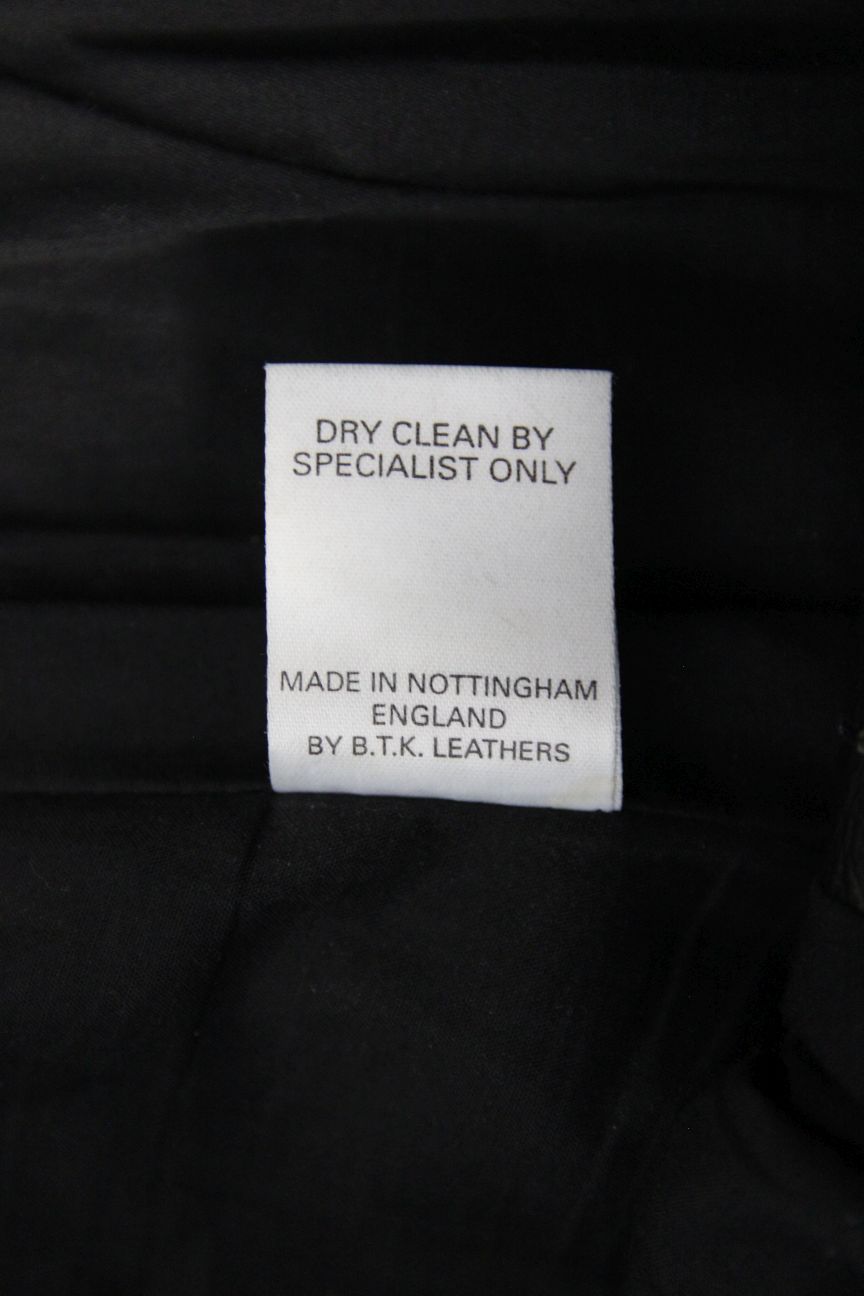 DRY CLEAN BY
SPECIALIST ONLY
MADE IN NOTTINGHAM
ENGLAND
BY B.T.K. LEATHERS